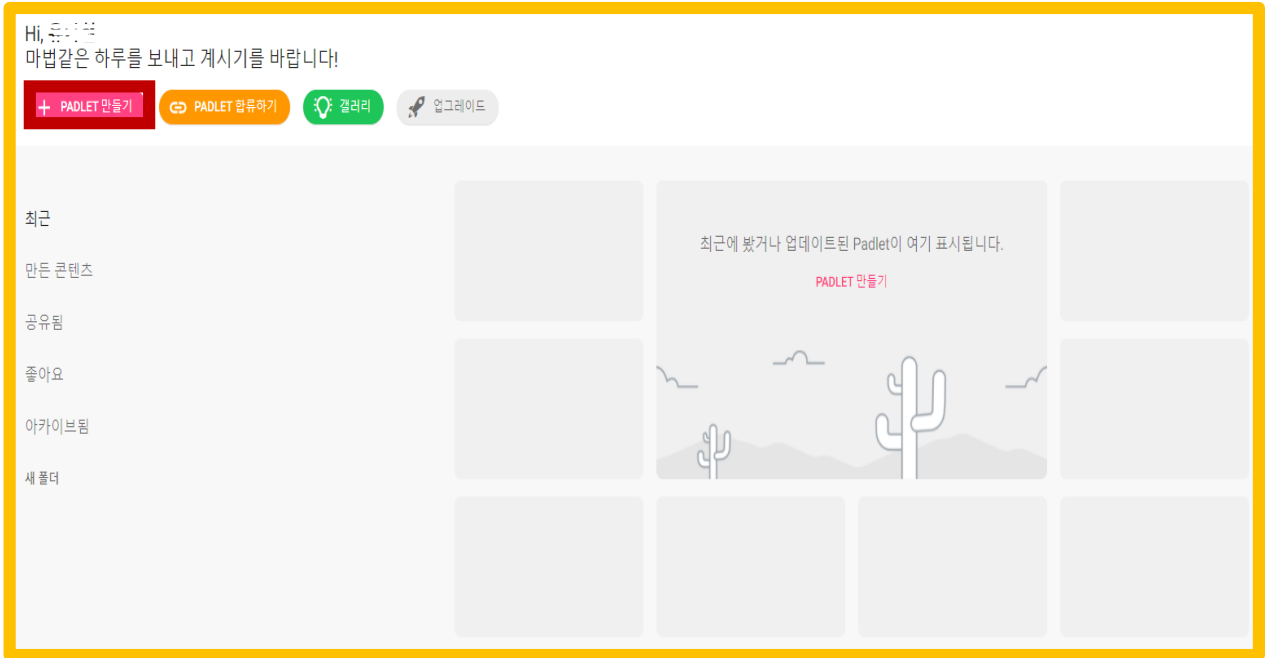 Hi,
마법같은 하루를 보내고 계시기를 바랍니다!
+ PADLET 만들기
PADLET 합류하기
갤러리
업그레이드
최근
만든 콘텐츠
공유됨
좋아요
아카이브됨
새 폴더
최근에 봤거나 업데이트된 Padlet이 여기 표시됩니다.
PADLET 만들기